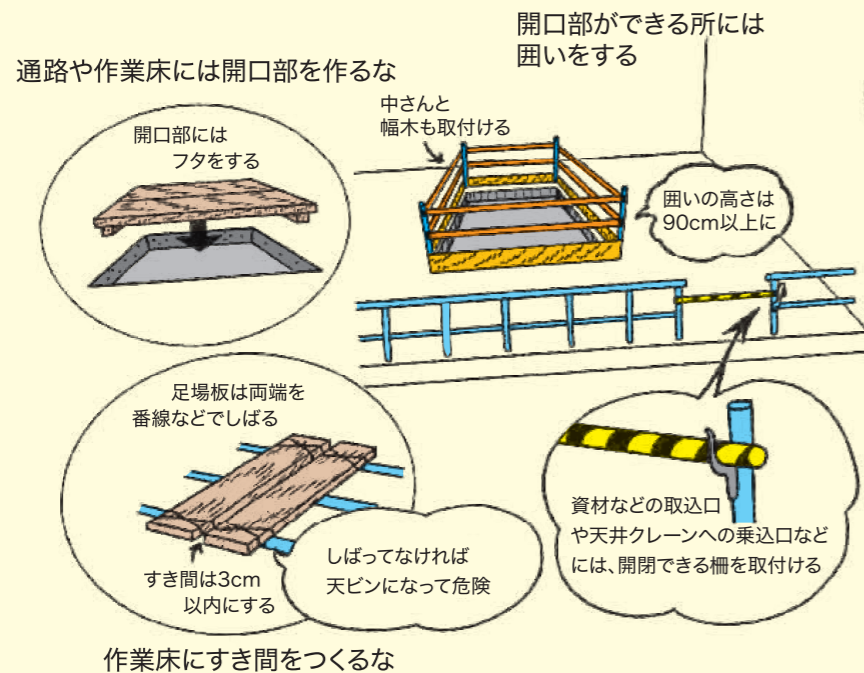 通路や作業床には開口部を作るな
開口部には
フタをする
開口部ができる所には
囲いをする
中さんと
幅木も取付ける
囲いの高さは
90cm以上に
足場板は両端を
番線などでしばる
すき間は3cm
以内にする
しばってなければ
天ビンになって危険
作業床にすき間をつくるな
資材などの取込口
や天井クレーンへの乗込口など
には、開閉できる柵を取付ける